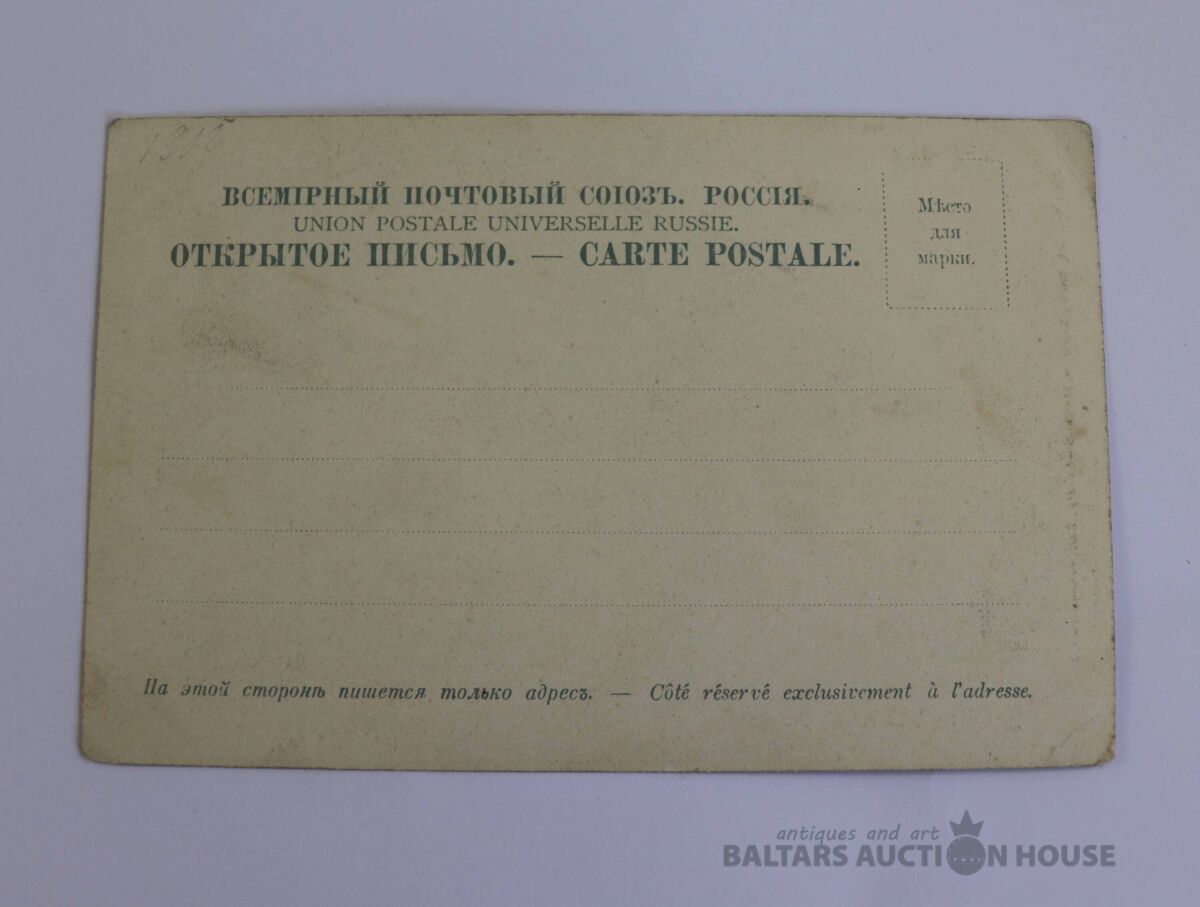 ВСЕМІРНЫЙ ПОЧТОВЫЙ СОЮЗЪ. РОССІЯ.
UNION POSTALE UNIVERSELLE RUSSIE.
ОТКРЫТОЕ ПИСЬМО. — CARTE POSTALE.
Мѣсто
для
марки.
На этой сторонѣ пишется только адресъ. — Côté réservé exclusivement à l'adresse.
antiques and art
BALTARS AUCTION HOUSE